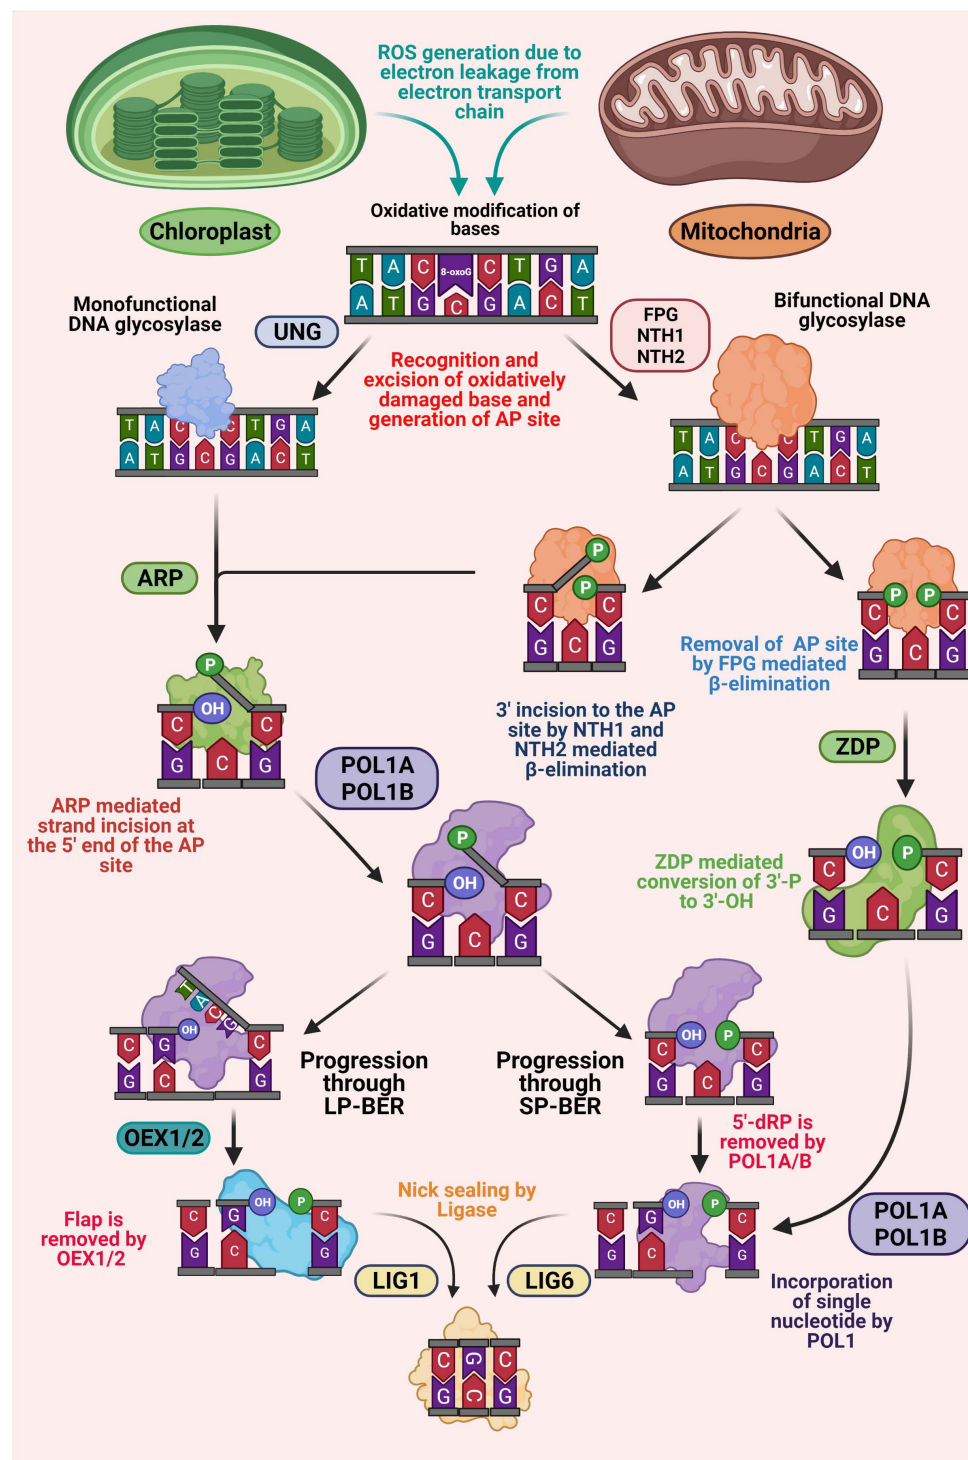 ROS generation due to
electron leakage from
electron transport
chain
Chloroplast
Mitochondria
Oxidative modification of
bases
T A C 8-oxoG C T G A
A T G C G A C T
Monofunctional
DNA glycosylase
UNG
FPG
NTH1
NTH2
Bifunctional DNA
glycosylase
Recognition and
excision of oxidatively
damaged base and
generation of AP site
T A C C T G A
A T G C G A C T
T A C C T G A
A T G C G A C T
ARP
P
P
C C
G C G
P P
C C
G C G
Removal of AP site
by FPG mediated
β-elimination
3' incision to the AP
site by NTH1 and
NTH2 mediated
β-elimination
P
OH
C C
G C G
ARP mediated
strand incision at
the 5' end of the AP
site
POL1A
POL1B
ZDP
P
OH
C C
G C G
ZDP mediated
conversion of 3'-P
to 3'-OH
OH P
C C
G C G
T A C G
OH
C G C
G C G
Progression
through
LP-BER
Progression
through
SP-BER
OH P
C C
G C G
OEX1/2
5'-dRP is
removed by
POL1A/B
Flap is
removed by
OEX1/2
OH P
C G C
G C G
Nick sealing by
Ligase
OH P
C G C
G C G
POL1A
POL1B
LIG1
LIG6
Incorporation
of single
nucleotide by
POL1
C G C
G C G